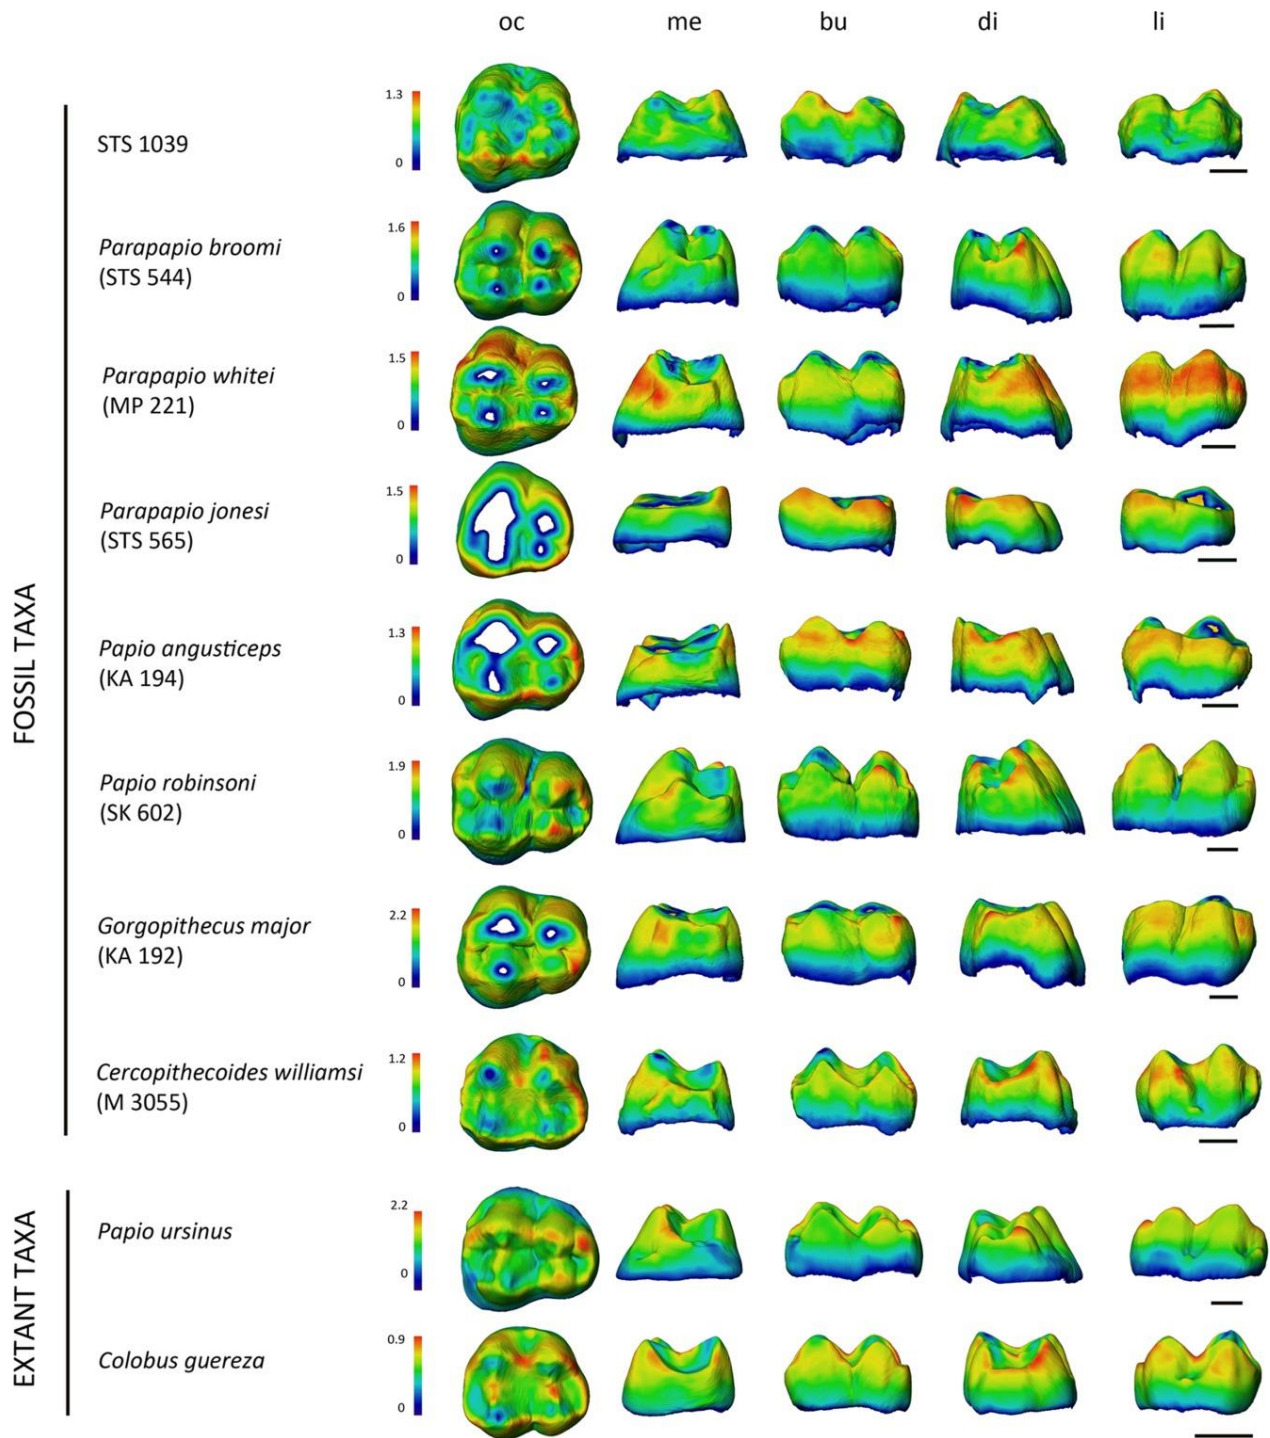 oc me bu di li
FOSSIL TAXA
STS 1039
1.3
0
Parapapio broomi
(STS 544)
1.6
0
Parapapio whitei
(MP 221)
1.5
0
Parapapio jonesi
(STS 565)
1.5
0
Papio angusticeps
(KA 194)
1.3
0
Papio robinsoni
(SK 602)
1.9
0
Gorgopithecus major
(KA 192)
2.2
0
Cercopithecoides williamsi
(M 3055)
1.2
0
EXTANT TAXA
Papio ursinus
2.2
0
Colobus guereza
0.9
0